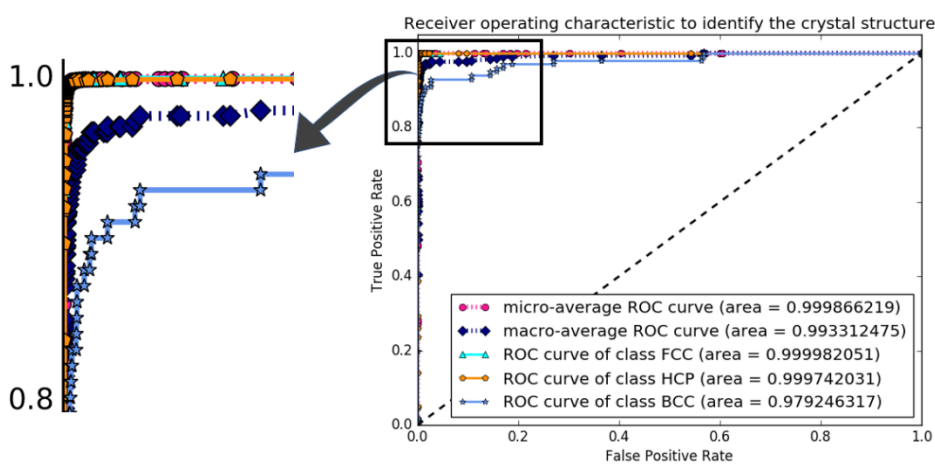 Receiver operating characteristic to identify the crystal structure
1.0
0.8
1.0
0.8
0.6
0.4
0.2
0.0
True Positive Rate
micro-average ROC curve (area = 0.999866219)
macro-average ROC curve (area = 0.993312475)
ROC curve of class FCC (area = 0.999982051)
ROC curve of class HCP (area = 0.999742031)
ROC curve of class BCC (area = 0.979246317)
0.0 0.2 0.4 0.6 0.8 1.0
False Positive Rate